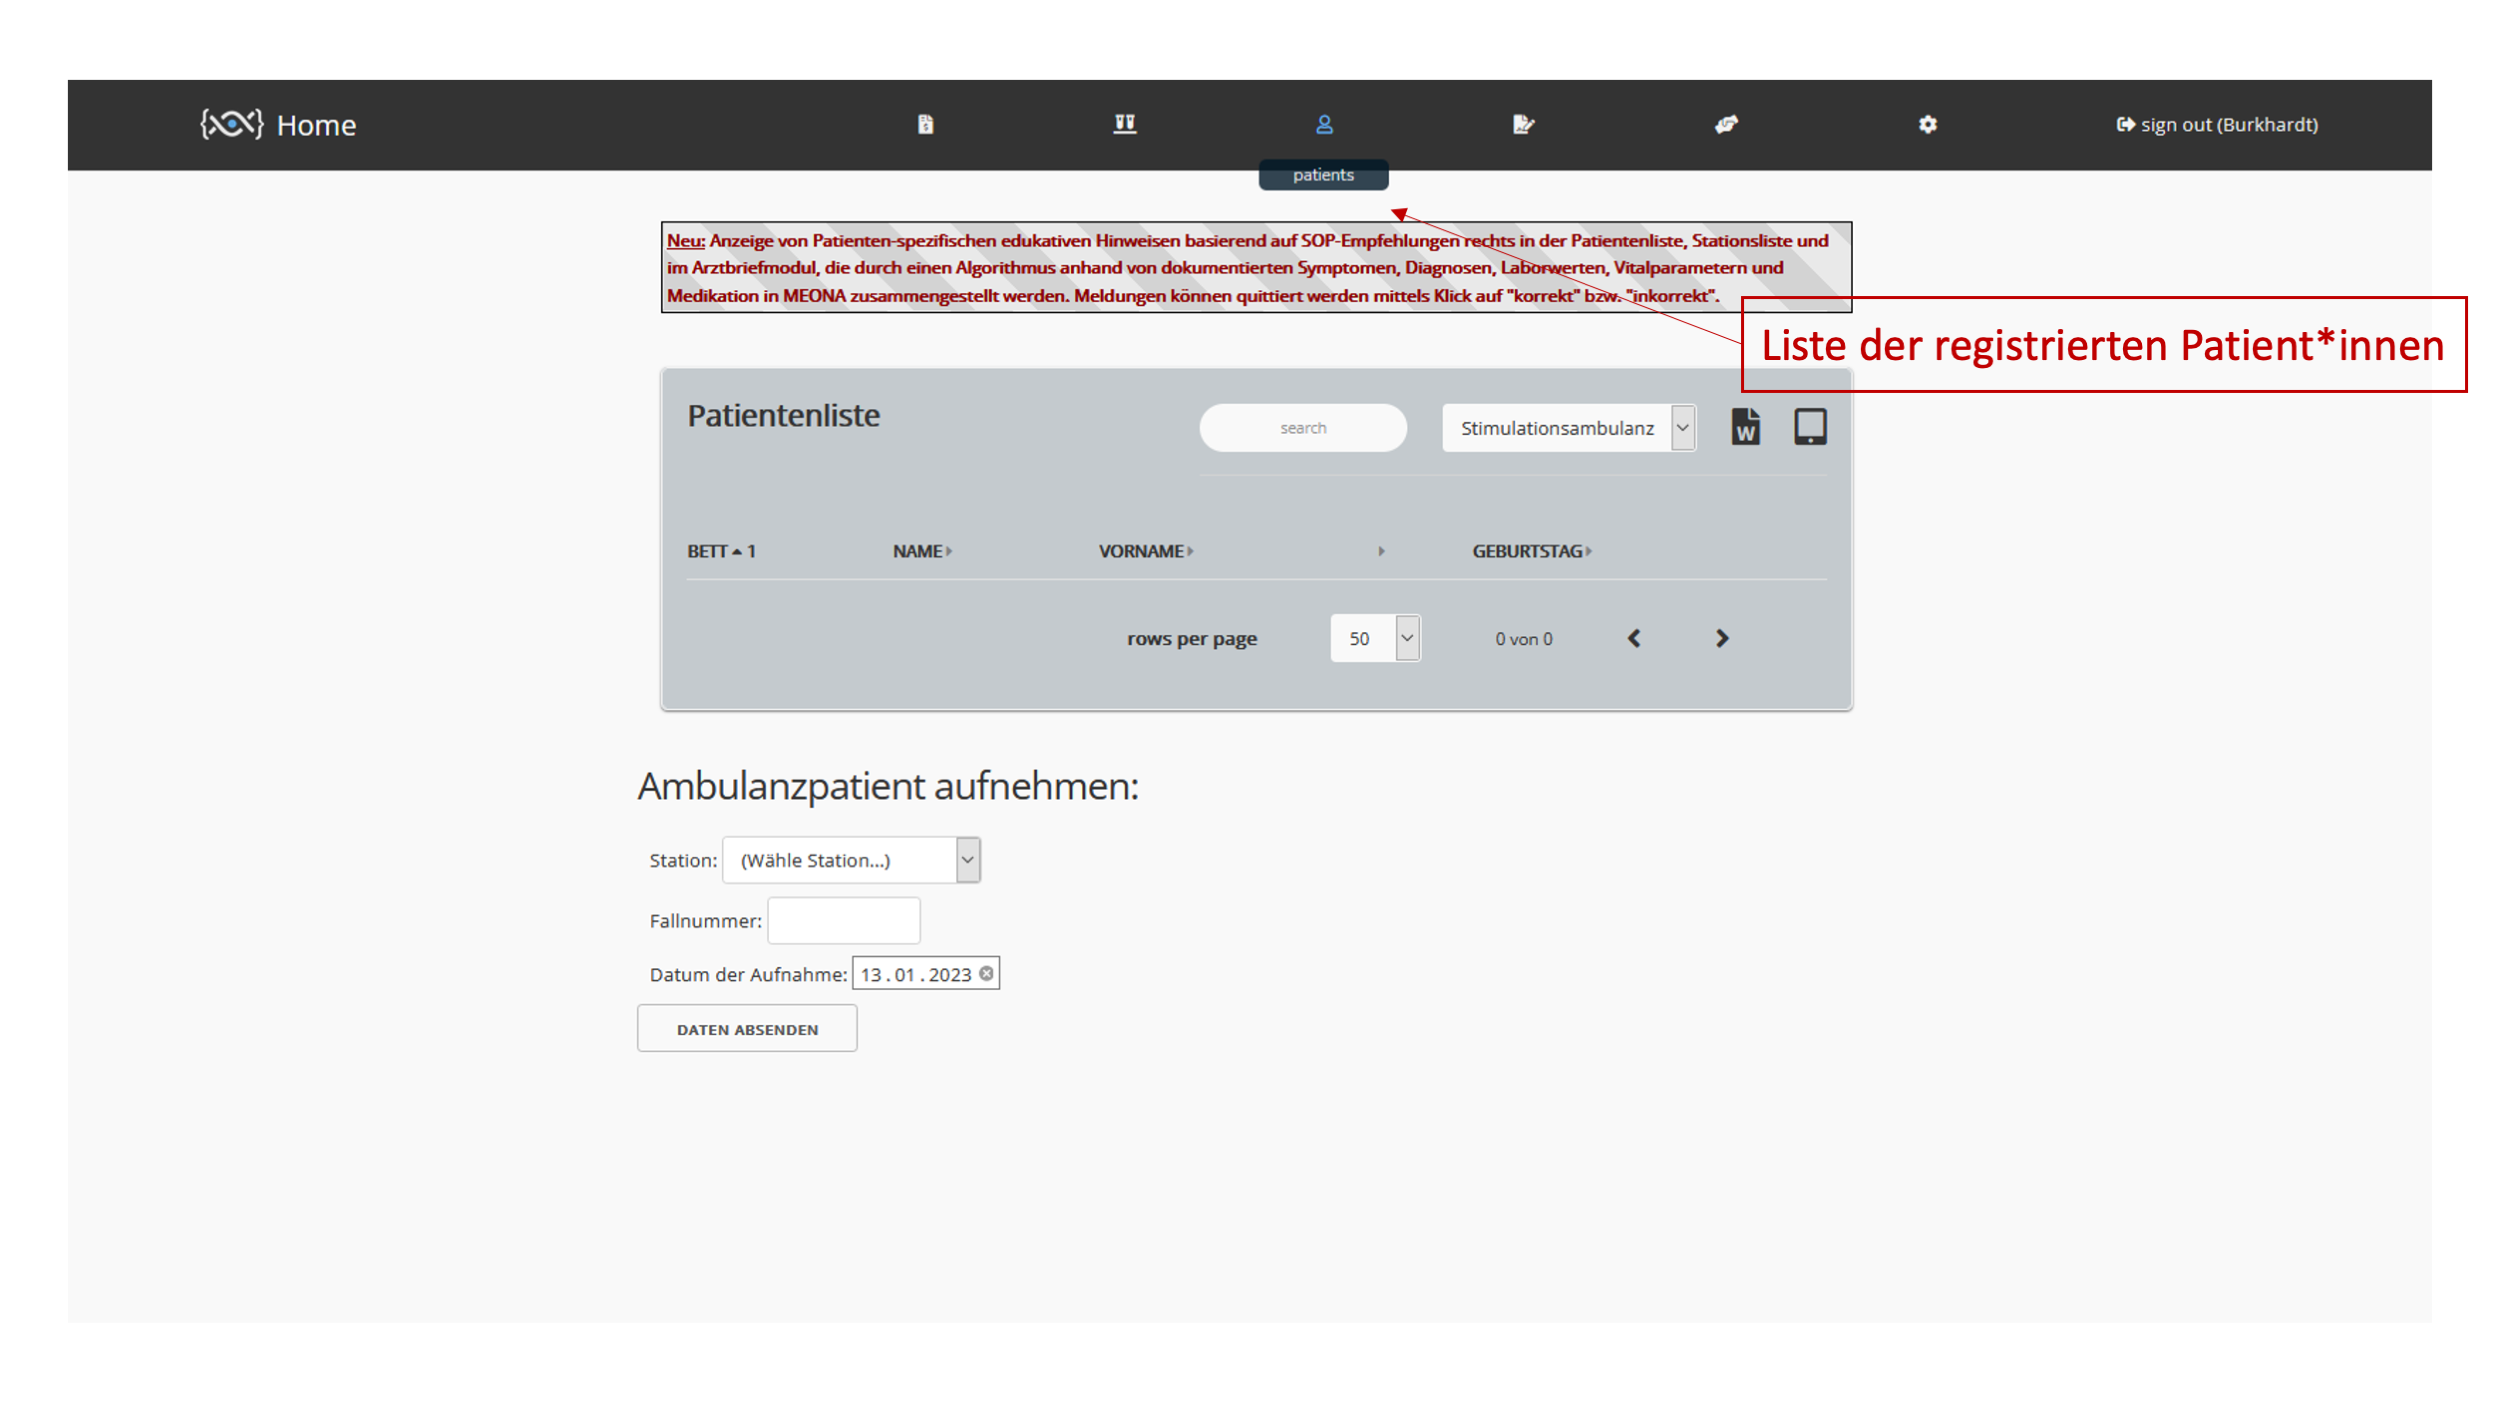 Home
sign out (Burkhardt)
patients
Neu: Anzeige von Patienten-spezifischen edukativen Hinweisen basierend auf SOP-Empfehlungen rechts in der Patientenliste, Stationsliste und
im Arztbriefmodul, die durch einen Algorithmus anhand von dokumentierten Symptomen, Diagnosen, Laborwerten, Vitalparametern und
Medikation in MEONA zusammengestellt werden. Meldungen können quittiert werden mittels Klick auf "korrekt" bzw. "inkorrekt".
Liste der registrierten Patient*innen
Patientenliste
search
Stimulationsambulanz
W
BETT 1 NAME VORNAME GEBURTSTAG
rows per page 50 0 von 0
Ambulanzpatient aufnehmen:
Station: (Wähle Station...)
Fallnummer:
Datum der Aufnahme: 13.01.2023
DATEN ABSENDEN